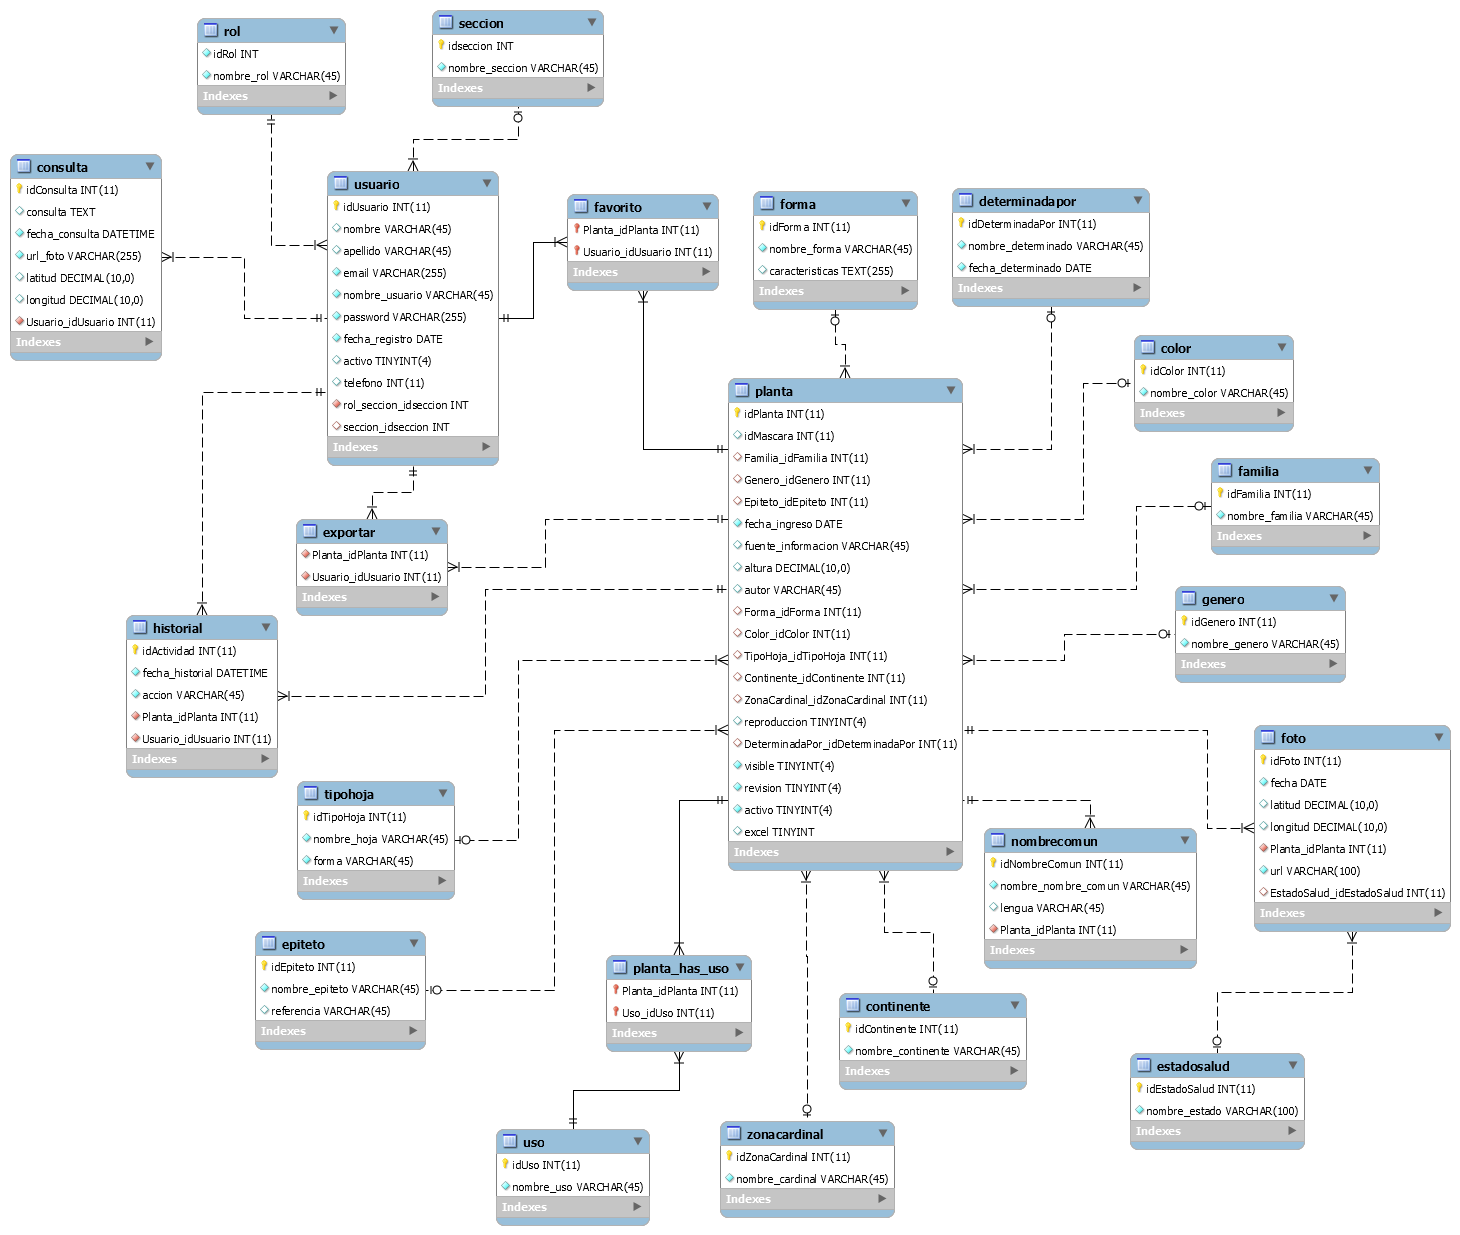 rol
idRol INT
nombre_rol VARCHAR(45)
Indexes
seccion
idseccion INT
nombre_seccion VARCHAR(45)
Indexes
consulta
idConsulta INT(11)
consulta TEXT
fecha_consulta DATETIME
url_foto VARCHAR(255)
latitud DECIMAL(10,0)
longitud DECIMAL(10,0)
Usuario_idUsuario INT(11)
Indexes
usuario
idUsuario INT(11)
nombre VARCHAR(45)
apellido VARCHAR(45)
email VARCHAR(255)
nombre_usuario VARCHAR(45)
password VARCHAR(255)
fecha_registro DATE
activo TINYINT(4)
telefono INT(11)
rol_seccion_idseccion INT
seccion_idseccion INT
Indexes
favorito
Planta_idPlanta INT(11)
Usuario_idUsuario INT(11)
Indexes
forma
idForma INT(11)
nombre_forma VARCHAR(45)
caracteristicas TEXT(255)
Indexes
determinadapor
idDeterminadaPor INT(11)
nombre_determinado VARCHAR(45)
fecha_determinado DATE
Indexes
color
idColor INT(11)
nombre_color VARCHAR(45)
Indexes
planta
idPlanta INT(11)
idMascara INT(11)
Familia_idFamilia INT(11)
Genero_idGenero INT(11)
Epiteto_idEpiteto INT(11)
fecha_ingreso DATE
fuente_informacion VARCHAR(45)
altura DECIMAL(10,0)
autor VARCHAR(45)
Forma_idForma INT(11)
Color_idColor INT(11)
TipoHoja_idTipoHoja INT(11)
Continente_idContinente INT(11)
ZonaCardinal_idZonaCardinal INT(11)
reproduccion TINYINT(4)
DeterminadaPor_idDeterminadaPor INT(11)
visible TINYINT(4)
revision TINYINT(4)
activo TINYINT(4)
excel TINYINT
Indexes
familia
idFamilia INT(11)
nombre_familia VARCHAR(45)
Indexes
exportar
Planta_idPlanta INT(11)
Usuario_idUsuario INT(11)
Indexes
genero
idGenero INT(11)
nombre_genero VARCHAR(45)
Indexes
historial
idActividad INT(11)
fecha_historial DATETIME
accion VARCHAR(45)
Planta_idPlanta INT(11)
Usuario_idUsuario INT(11)
Indexes
foto
idFoto INT(11)
fecha DATE
latitud DECIMAL(10,0)
longitud DECIMAL(10,0)
Planta_idPlanta INT(11)
url VARCHAR(100)
EstadoSalud_idEstadoSalud INT(11)
Indexes
tipohoja
idTipoHoja INT(11)
nombre_hoja VARCHAR(45)
forma VARCHAR(45)
Indexes
nombrecomun
idNombreComun INT(11)
nombre_nombre_comun VARCHAR(45)
lengua VARCHAR(45)
Planta_idPlanta INT(11)
Indexes
epiteto
idEpiteto INT(11)
nombre_epiteto VARCHAR(45)
referencia VARCHAR(45)
Indexes
planta_has_uso
Planta_idPlanta INT(11)
Uso_idUso INT(11)
Indexes
continente
idContinente INT(11)
nombre_continente VARCHAR(45)
Indexes
estadosalud
idEstadoSalud INT(11)
nombre_estado VARCHAR(100)
Indexes
uso
idUso INT(11)
nombre_uso VARCHAR(45)
Indexes
zonacardinal
idZonaCardinal INT(11)
nombre_cardinal VARCHAR(45)
Indexes